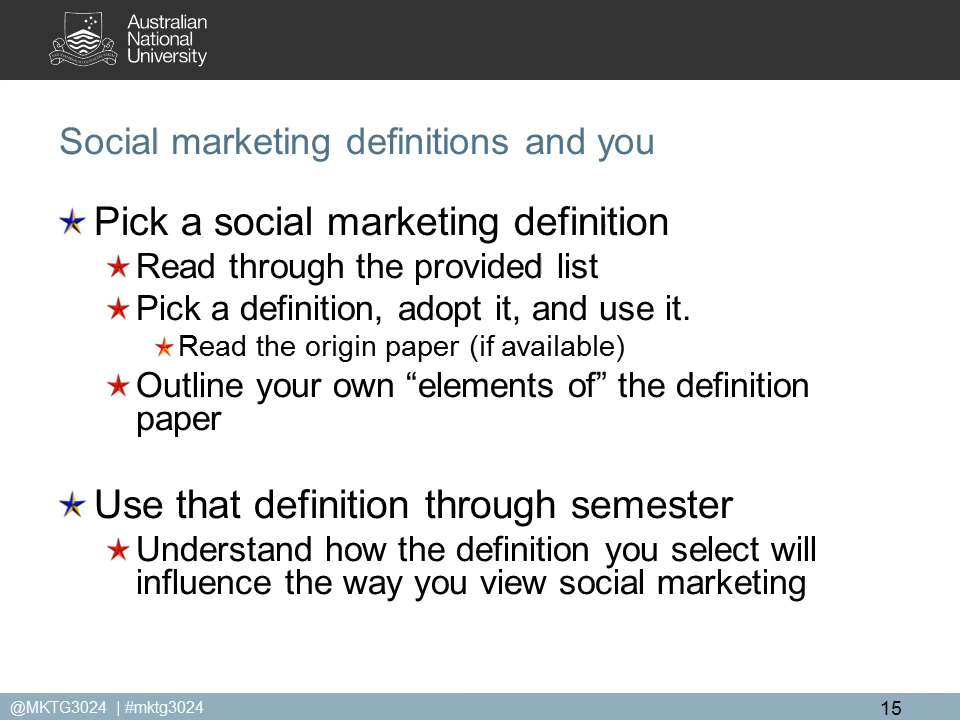 Australian
National
University
Social marketing definitions and you
Pick a social marketing definition
Read through the provided list
Pick a definition, adopt it, and use it.
Read the origin paper (if available)
Outline your own “elements of” the definition
paper
Use that definition through semester
Understand how the definition you select will
influence the way you view social marketing
@MKTG3024 | #mktg3024
15